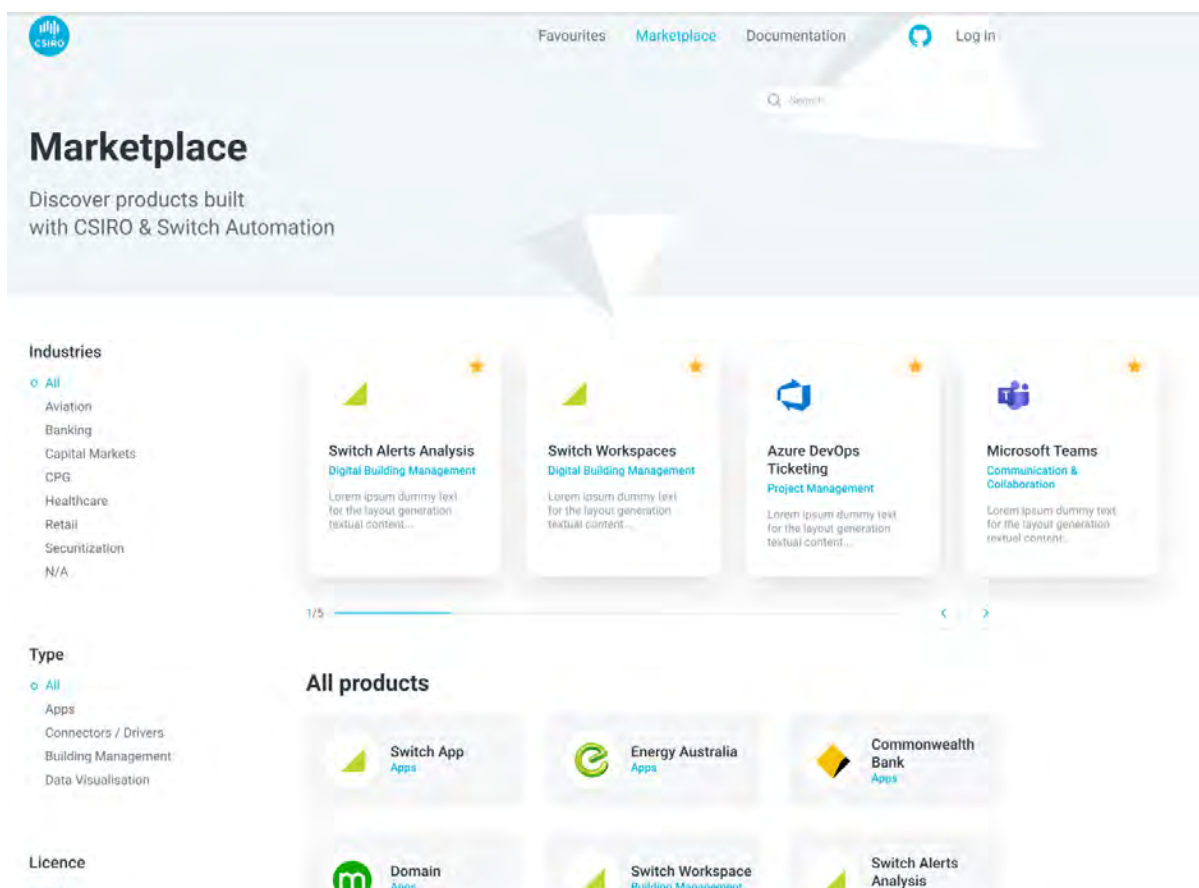 CSIRO
Favourites Marketplace Documentation Log In
Search
Marketplace
Discover products built
with CSIRO & Switch Automation
Industries
All
Aviation
Banking
Capital Markets
CPG
Healthcare
Retail
Securitization
N/A
Switch Alerts Analysis
Digital Building Management
Lorem ipsum dummy text
for the layout generation
textual content...
Switch Workspaces
Digital Building Management
Lorem ipsum dummy text
for the layout generation
textual content...
Azure DevOps
Ticketing
Project Management
Lorem ipsum dummy text
for the layout generation
textual content...
T
Microsoft Teams
Communication &
Collaboration
Lorem ipsum dummy text
for the layout generation
textual content...
1/5
Type
All
Apps
Connectors / Drivers
Building Management
Data Visualisation
All products
Switch App
Apps
Energy Australia
Apps
Commonwealth
Bank
Apps
Licence
Domain
Apps
Switch Workspace
Building Management
Switch Alerts
Analysis